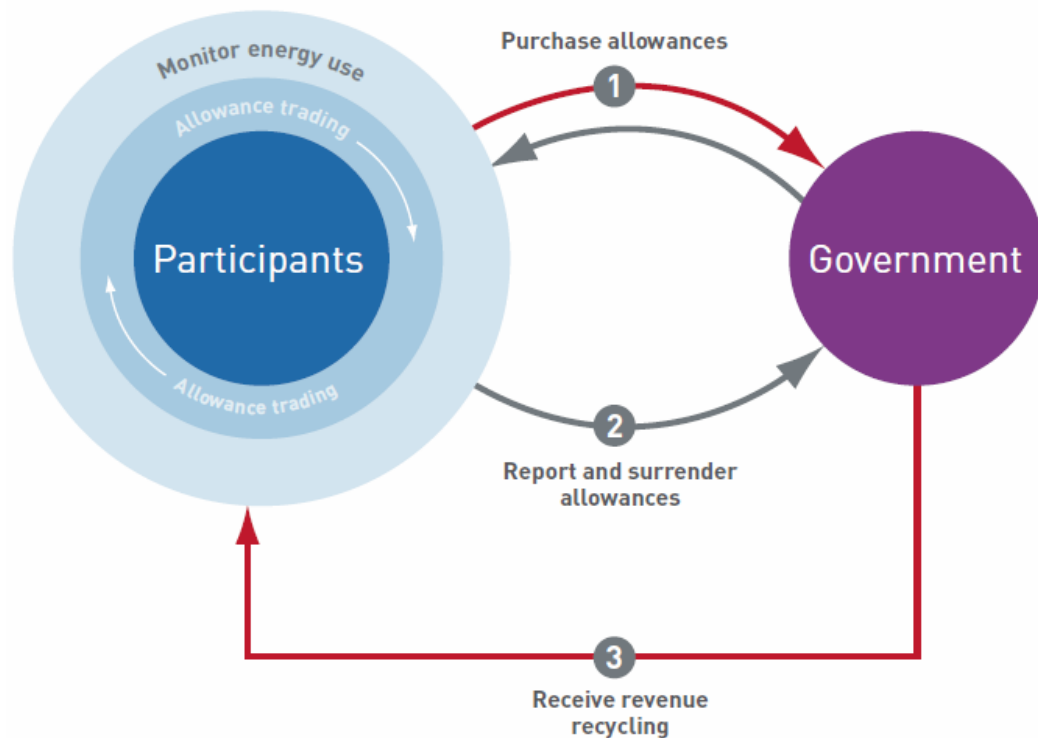 Purchase allowances
1
Monitor energy use
Allowance trading
Participants
Government
Allowance trading
2
Report and surrender
allowances
3
Receive revenue
recycling